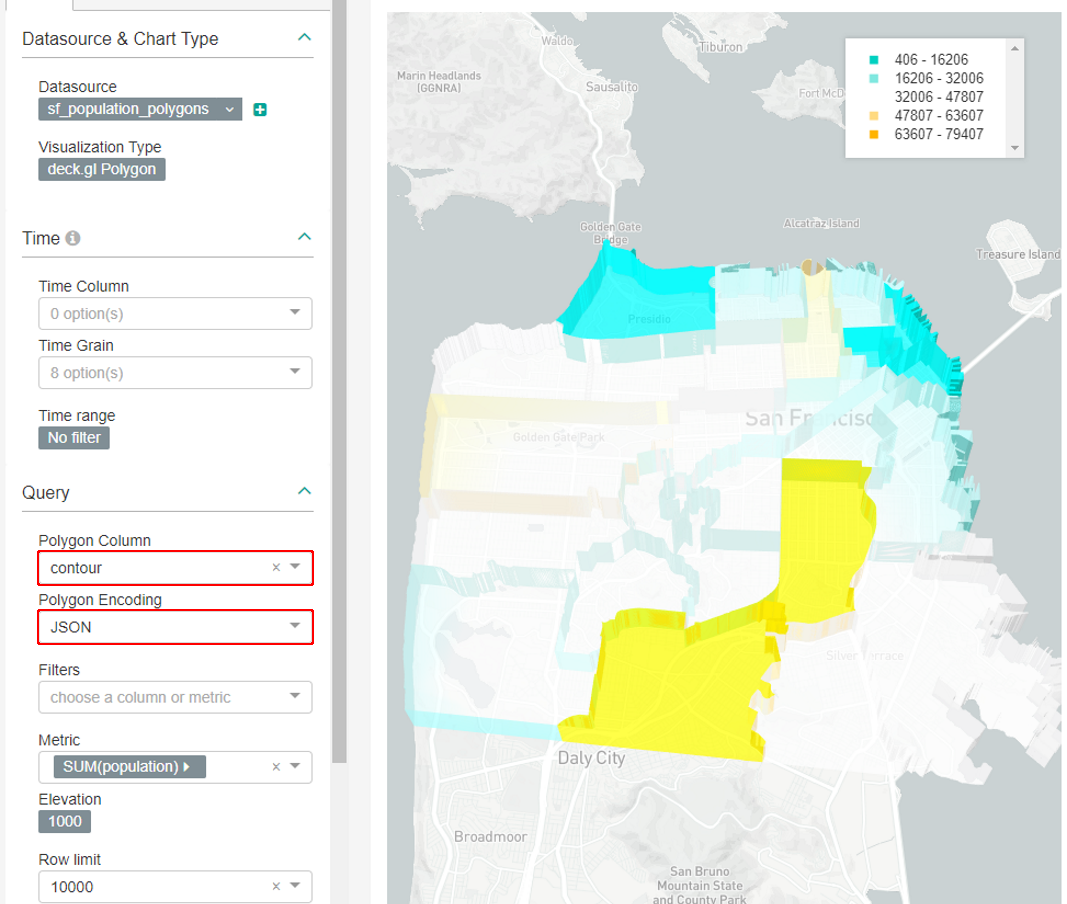 Datasource & Chart Type
Datasource
sf_population_polygons
Visualization Type
deck.gl Polygon
Time
Time Column
0 option(s)
Time Grain
8 option(s)
Time range
No filter
Query
Polygon Column
contour
Polygon Encoding
JSON
Filters
choose a column or metric
Metric
SUM(population)
Elevation
1000
Row limit
10000
Waldo
Tiburon
Marin Headlands
(GGNRA)
Sausalito
Fort McD
406 - 16206
16206 - 32006
32006 - 47807
47807 - 63607
63607 - 79407
Golden Gate
Bridge
Alcatraz Island
Treasure Island
Presidio
San Francisco
Golden Gate Park
Silver Terrace
Daly City
Broadmoor
San Bruno
Mountain State
and County Park